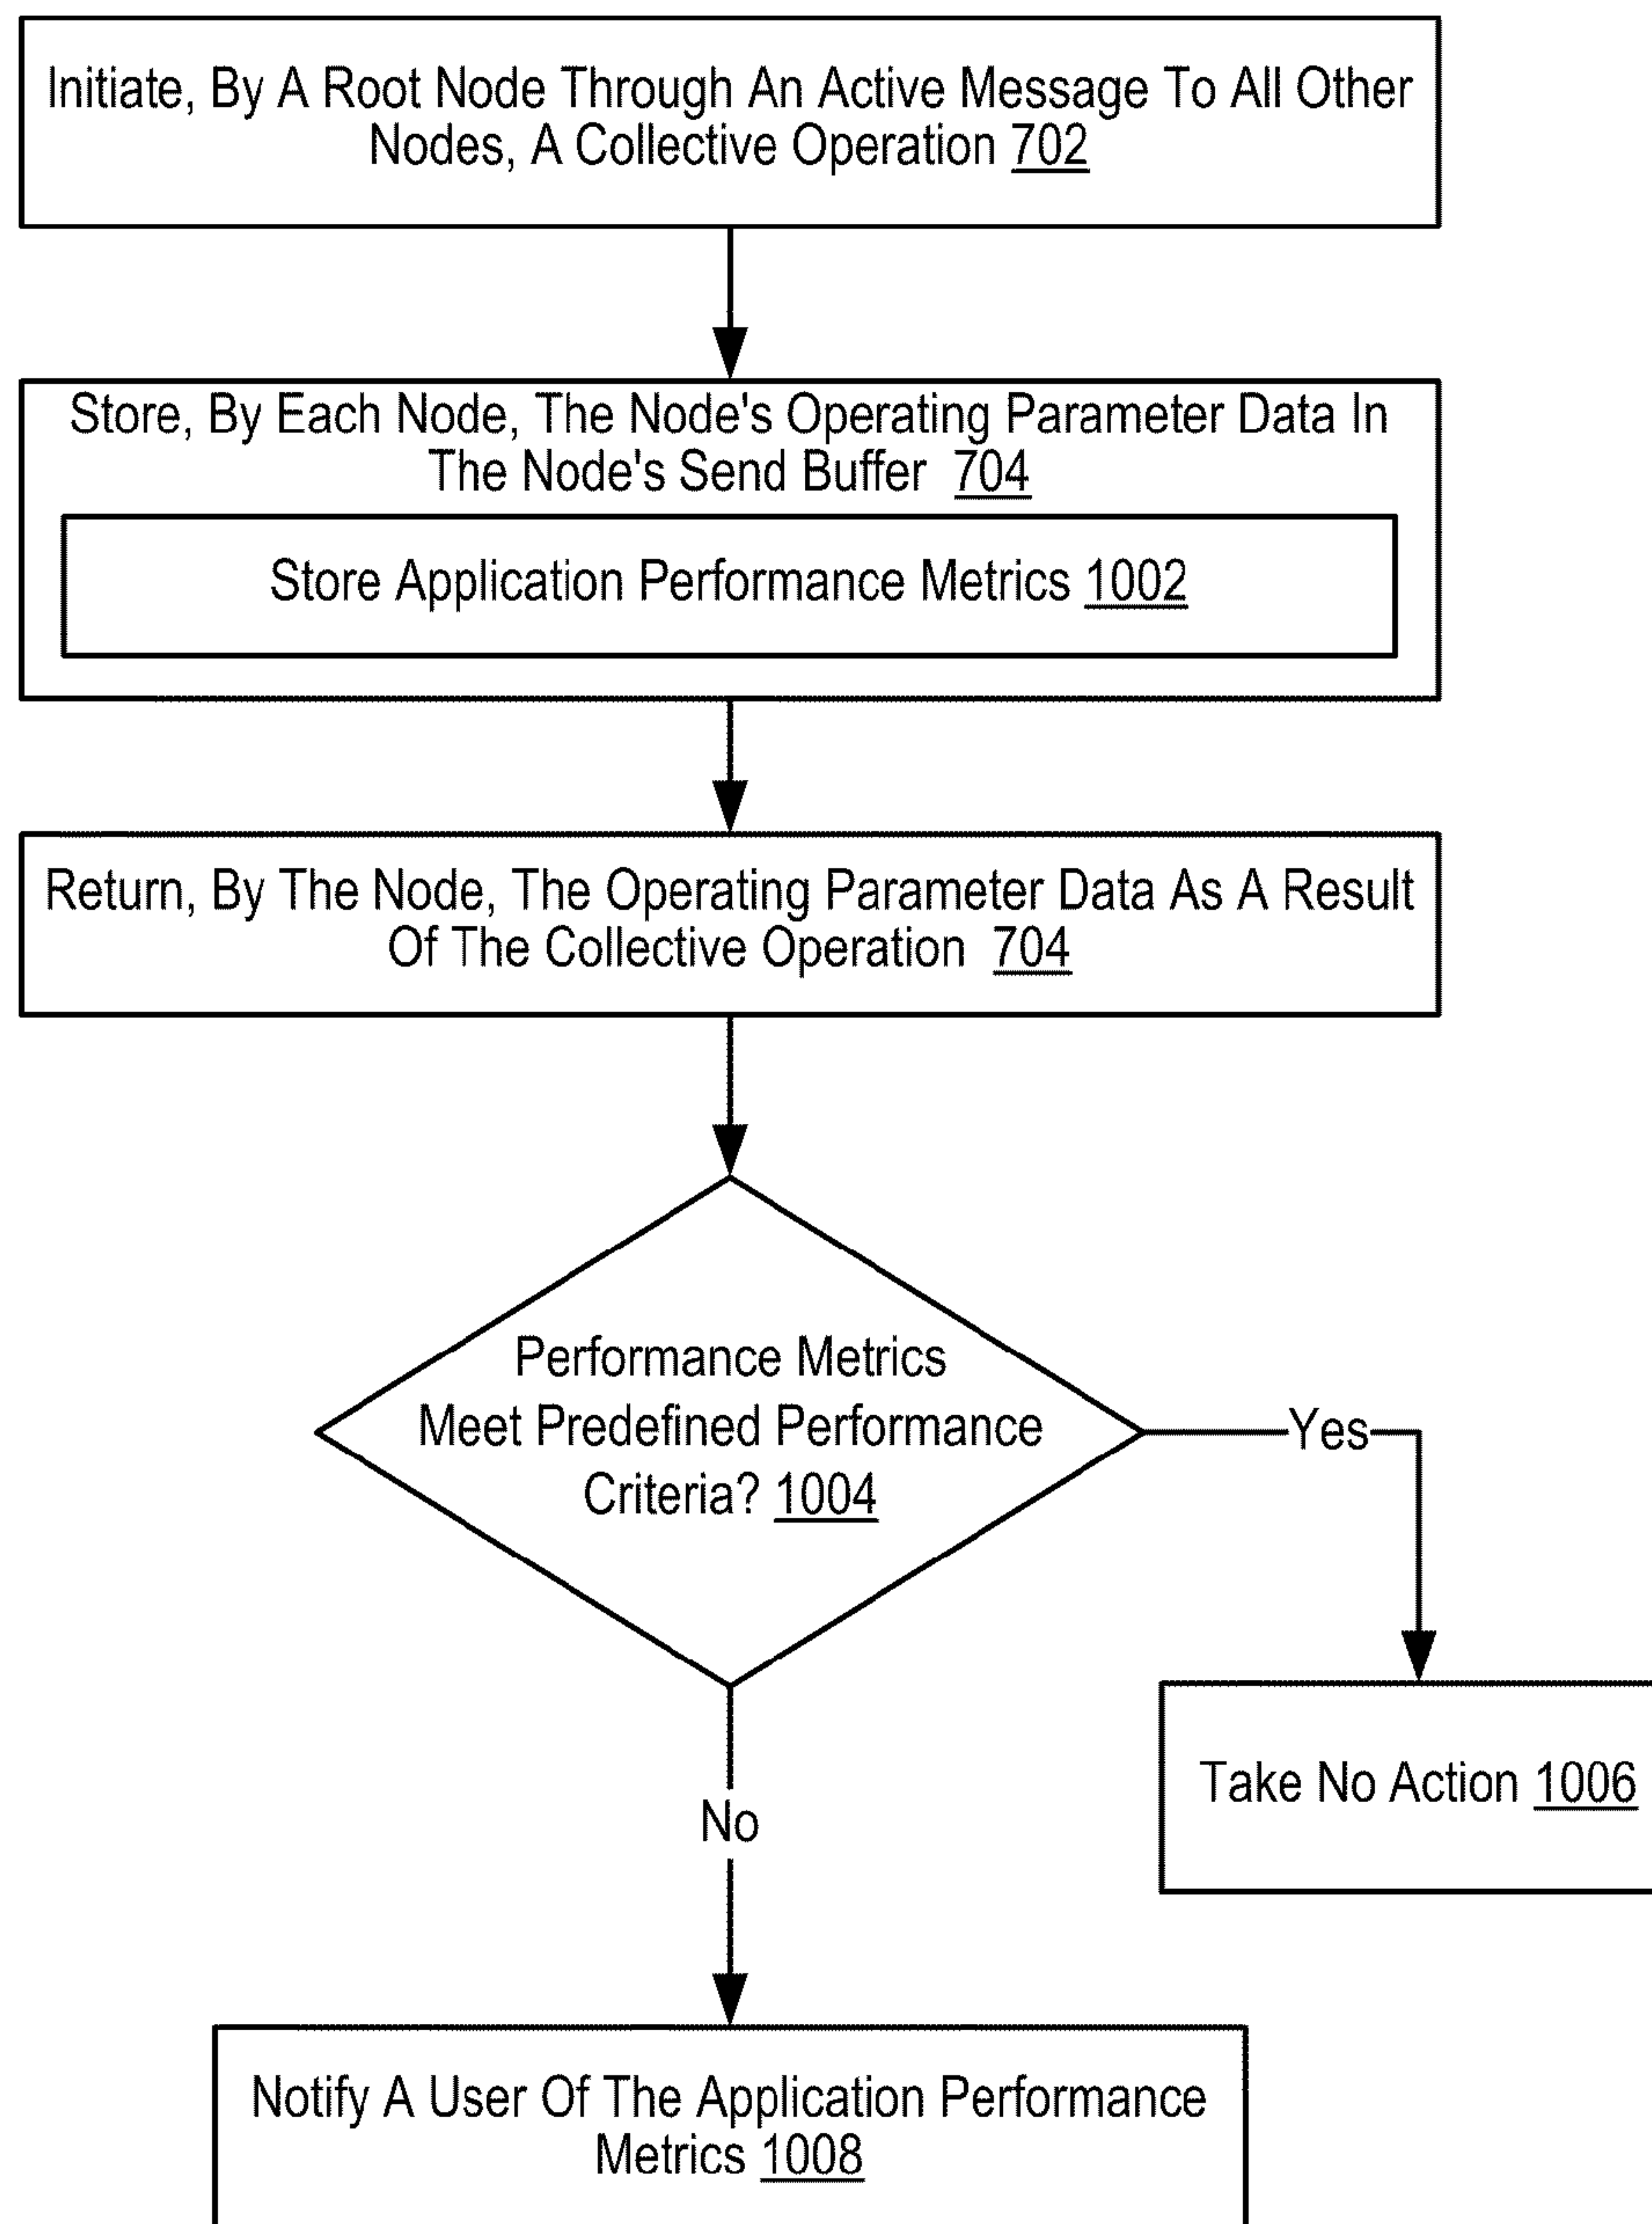 Initiate, By A Root Node Through An Active Message To All Other
Nodes, A Collective Operation 702
Store, By Each Node, The Node's Operating Parameter Data In
The Node's Send Buffer 704
Store Application Performance Metrics 1002
Return, By The Node, The Operating Parameter Data As A Result
Of The Collective Operation 704
Performance Metrics
Meet Predefined Performance
Criteria? 1004
Yes
Take No Action 1006
No
Notify A User Of The Application Performance
Metrics 1008